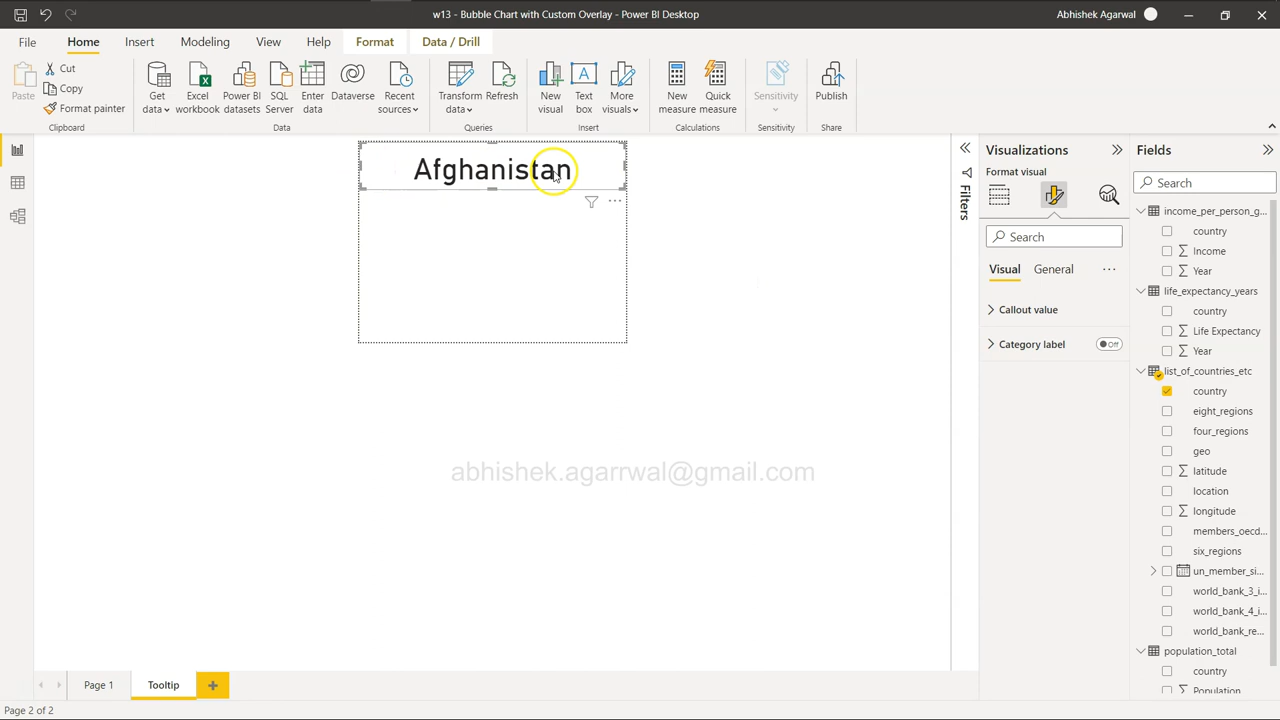 w13 - Bubble Chart with Custom Overlay - Power BI Desktop
Abhishek Agarwal
File
Home
Insert
Modeling
View
Help
Format
Data / Drill
Paste
Cut
Copy
Format painter
Clipboard
Get data
Excel workbook
Power BI datasets
SQL Server
Enter data
Dataverse
Recent sources
Data
Transform data
Refresh
Queries
New visual
Text box
More visuals
Insert
New measure
Quick measure
Calculations
Sensitivity
Sensitivity
Publish
Share
Afghanistan
abhishek.agarrwal@gmail.com
Filters
Visualizations
Format visual
Search
Visual
General
Callout value
Category label
Off
Fields
Search
income_per_person_g...
country
Income
Year
life_expectancy_years
country
Life Expectancy
Year
list_of_countries_etc
country
eight_regions
four_regions
geo
latitude
location
longitude
members_oecd...
six_regions
un_member_si...
world_bank_3_i...
world_bank_4_i...
world_bank_re...
population_total
country
Population
Page 1
Tooltip
Page 2 of 2